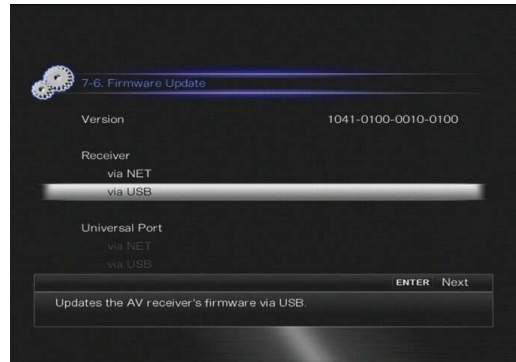 7-6. Firmware Update
Version 1041-0100-0010-0100
Receiver
via NET
via USB
Universal Port
via NET
via USB
ENTER Next
Updates the AV receiver's firmware via USB.